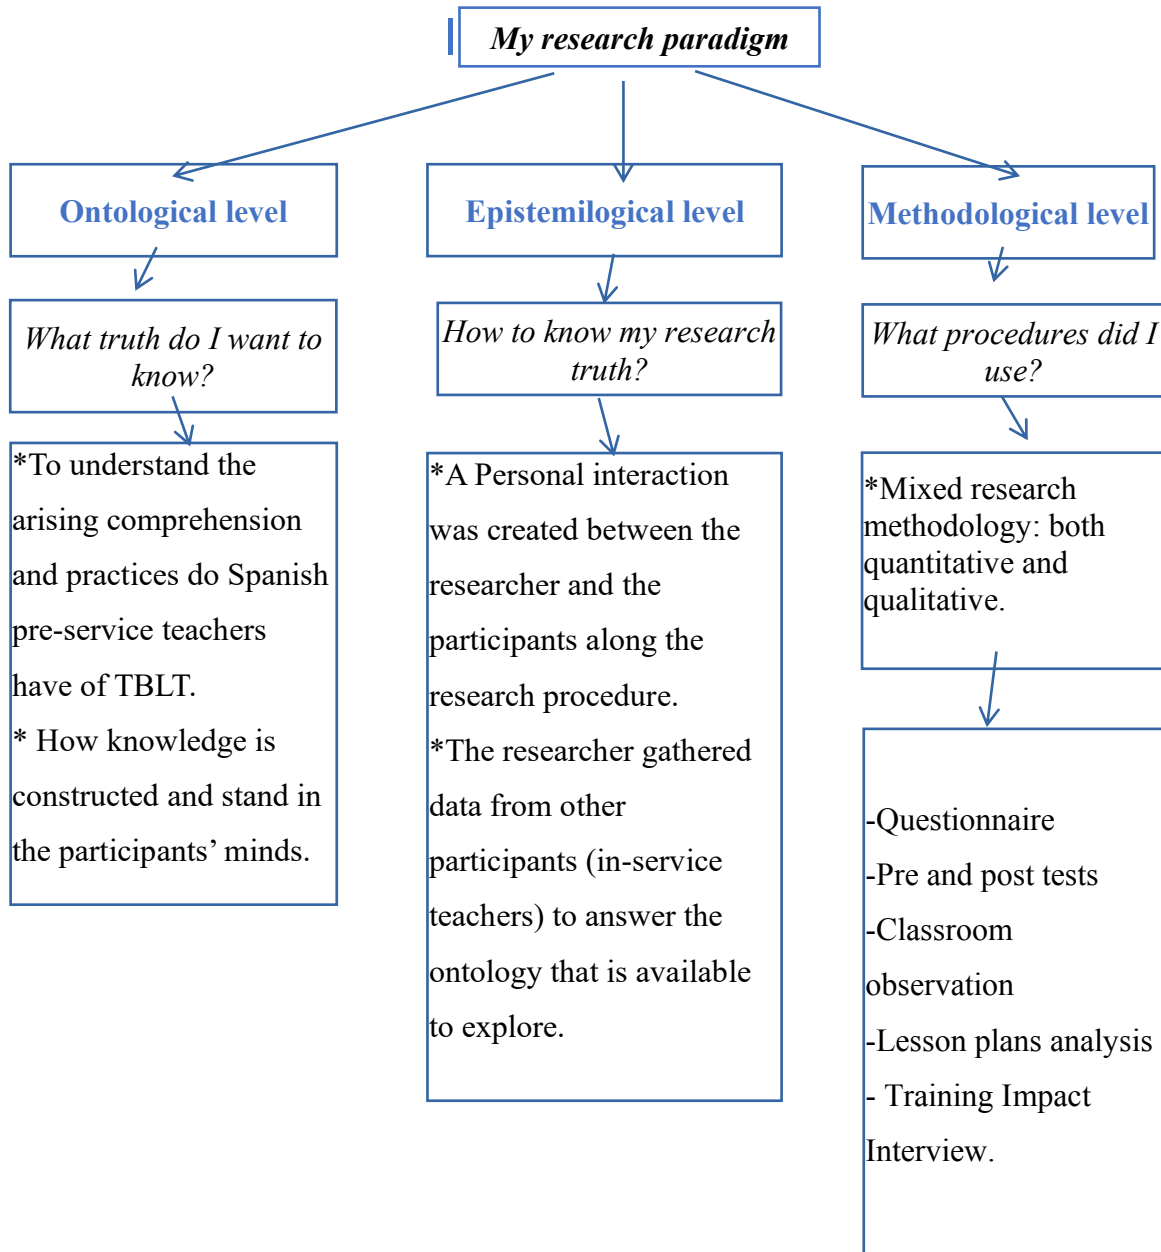 My research paradigm
Ontological level
Epistemilogical level
Methodological level
What truth do I want to
know?
How to know my research
truth?
What procedures did I
use?
*To understand the
arising comprehension
and practices do Spanish
pre-service teachers
have of TBLT.
* How knowledge is
constructed and stand in
the participants’ minds.
*A Personal interaction
was created between the
researcher and the
participants along the
research procedure.
*The researcher gathered
data from other
participants (in-service
teachers) to answer the
ontology that is available
to explore.
*Mixed research
methodology: both
quantitative and
qualitative.
-Questionnaire
-Pre and post tests
-Classroom
observation
-Lesson plans analysis
- Training Impact
Interview.